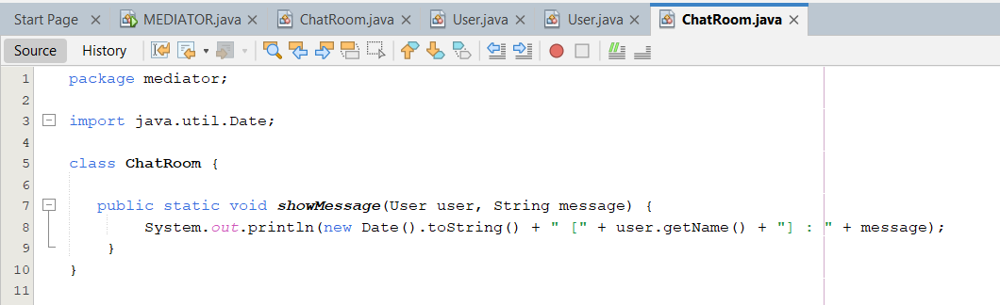 Start Page MEDIATOR.java ChatRoom.java User.java User.java ChatRoom.java
Source History
1 package mediator;
2
3 import java.util.Date;
4
5 class ChatRoom {
6
7 public static void showMessage(User user, String message) {
8 System.out.println(new Date().toString() + " [" + user.getName() + "] : " + message);
9 }
10 }
11